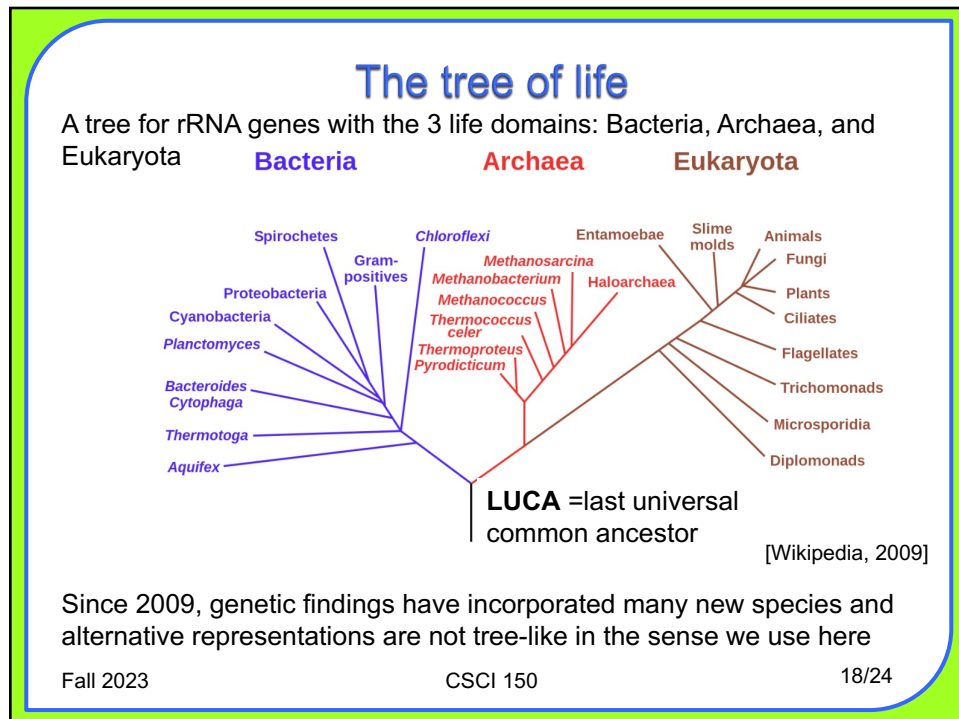 The tree of life
A tree for rRNA genes with the 3 life domains: Bacteria, Archaea, and
Eukaryota
Bacteria
Archaea
Eukaryota
Spirochetes
Chloroflexi
Gram-
positives
Proteobacteria
Cyanobacteria
Planctomyces
Bacteroides
Cytophaga
Thermotoga
Aquifex
Methanosarcina
Methanobacterium
Haloarchaea
Methanococcus
Thermococcus
celer
Thermoproteus
Pyrodicticum
Entamoebae
Slime
molds
Animals
Fungi
Plants
Ciliates
Flagellates
Trichomonads
Microsporidia
Diplomonads
LUCA =last universal
common ancestor
[Wikipedia, 2009]
Since 2009, genetic findings have incorporated many new species and
alternative representations are not tree-like in the sense we use here
Fall 2023
CSCI 150
18/24